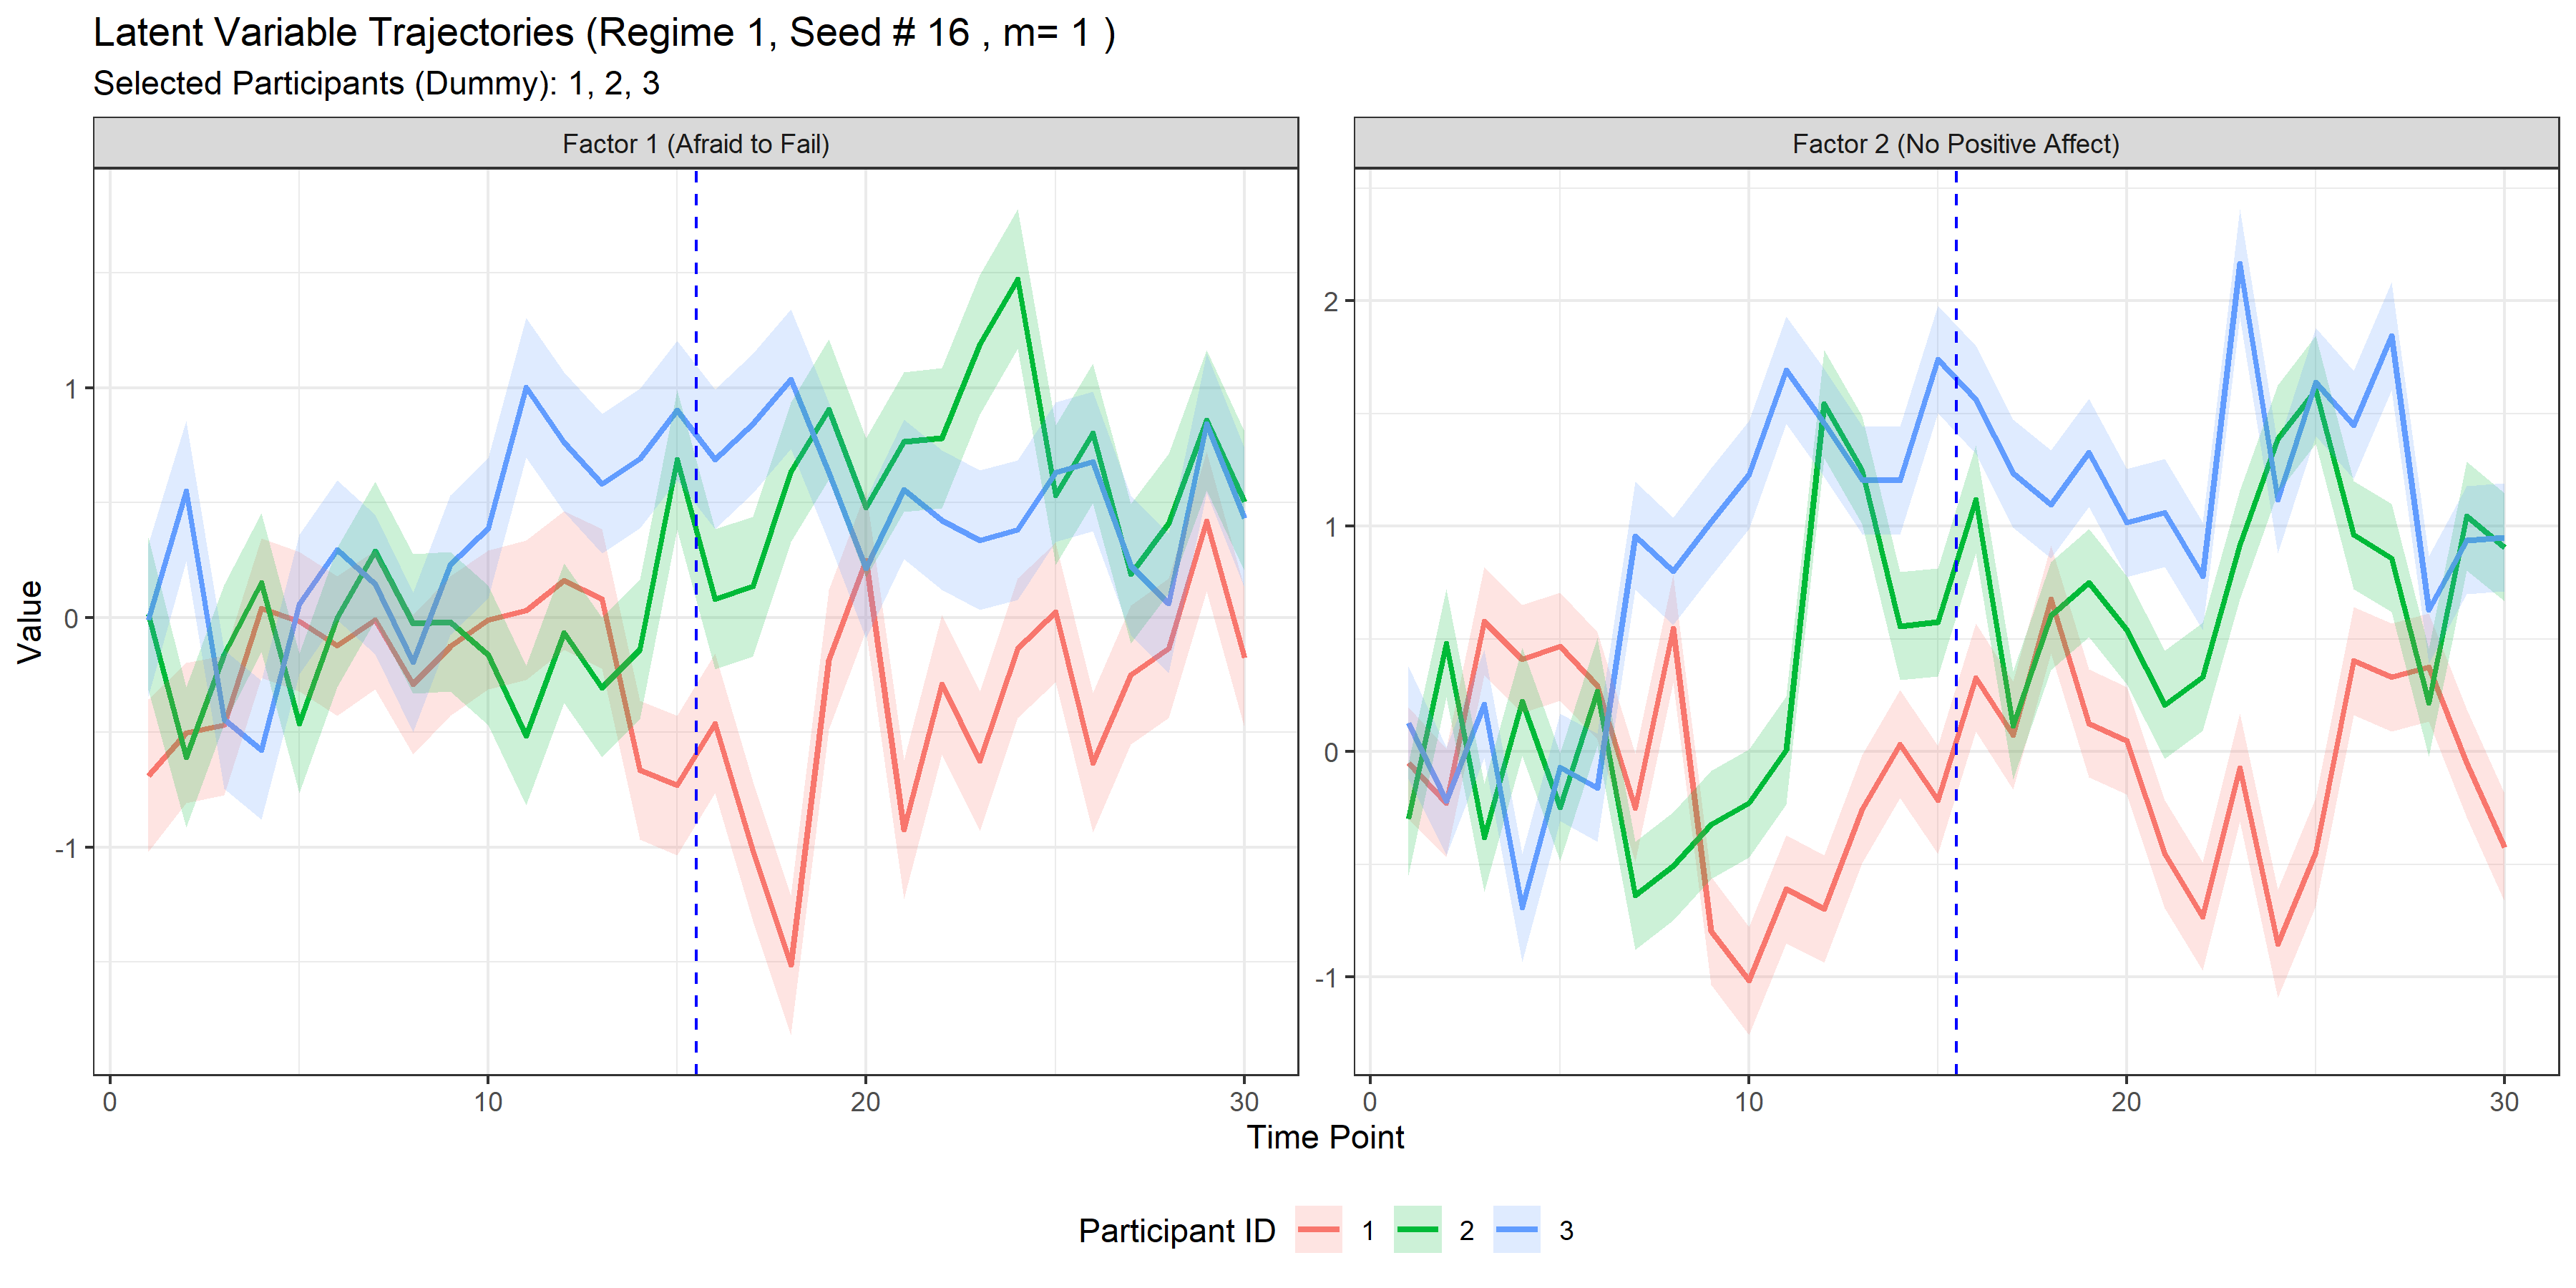 Latent Variable Trajectories (Regime 1, Seed # 16 , m= 1 )
Selected Participants (Dummy): 1, 2, 3
Factor 1 (Afraid to Fail)
Factor 2 (No Positive Affect)
Value
1
0
-1
2
1
0
-1
0 10 20 30
0 10 20 30
Time Point
Participant ID 1 2 3